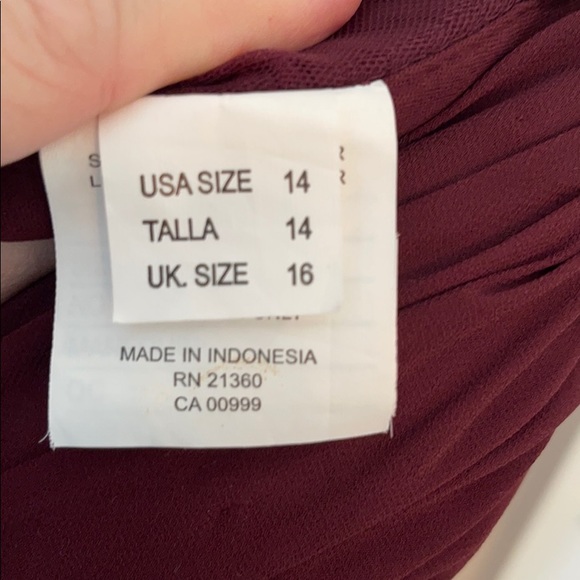 USA SIZE 14
TALLA 14
UK. SIZE 16
MADE IN INDONESIA
RN 21360
CA 00999